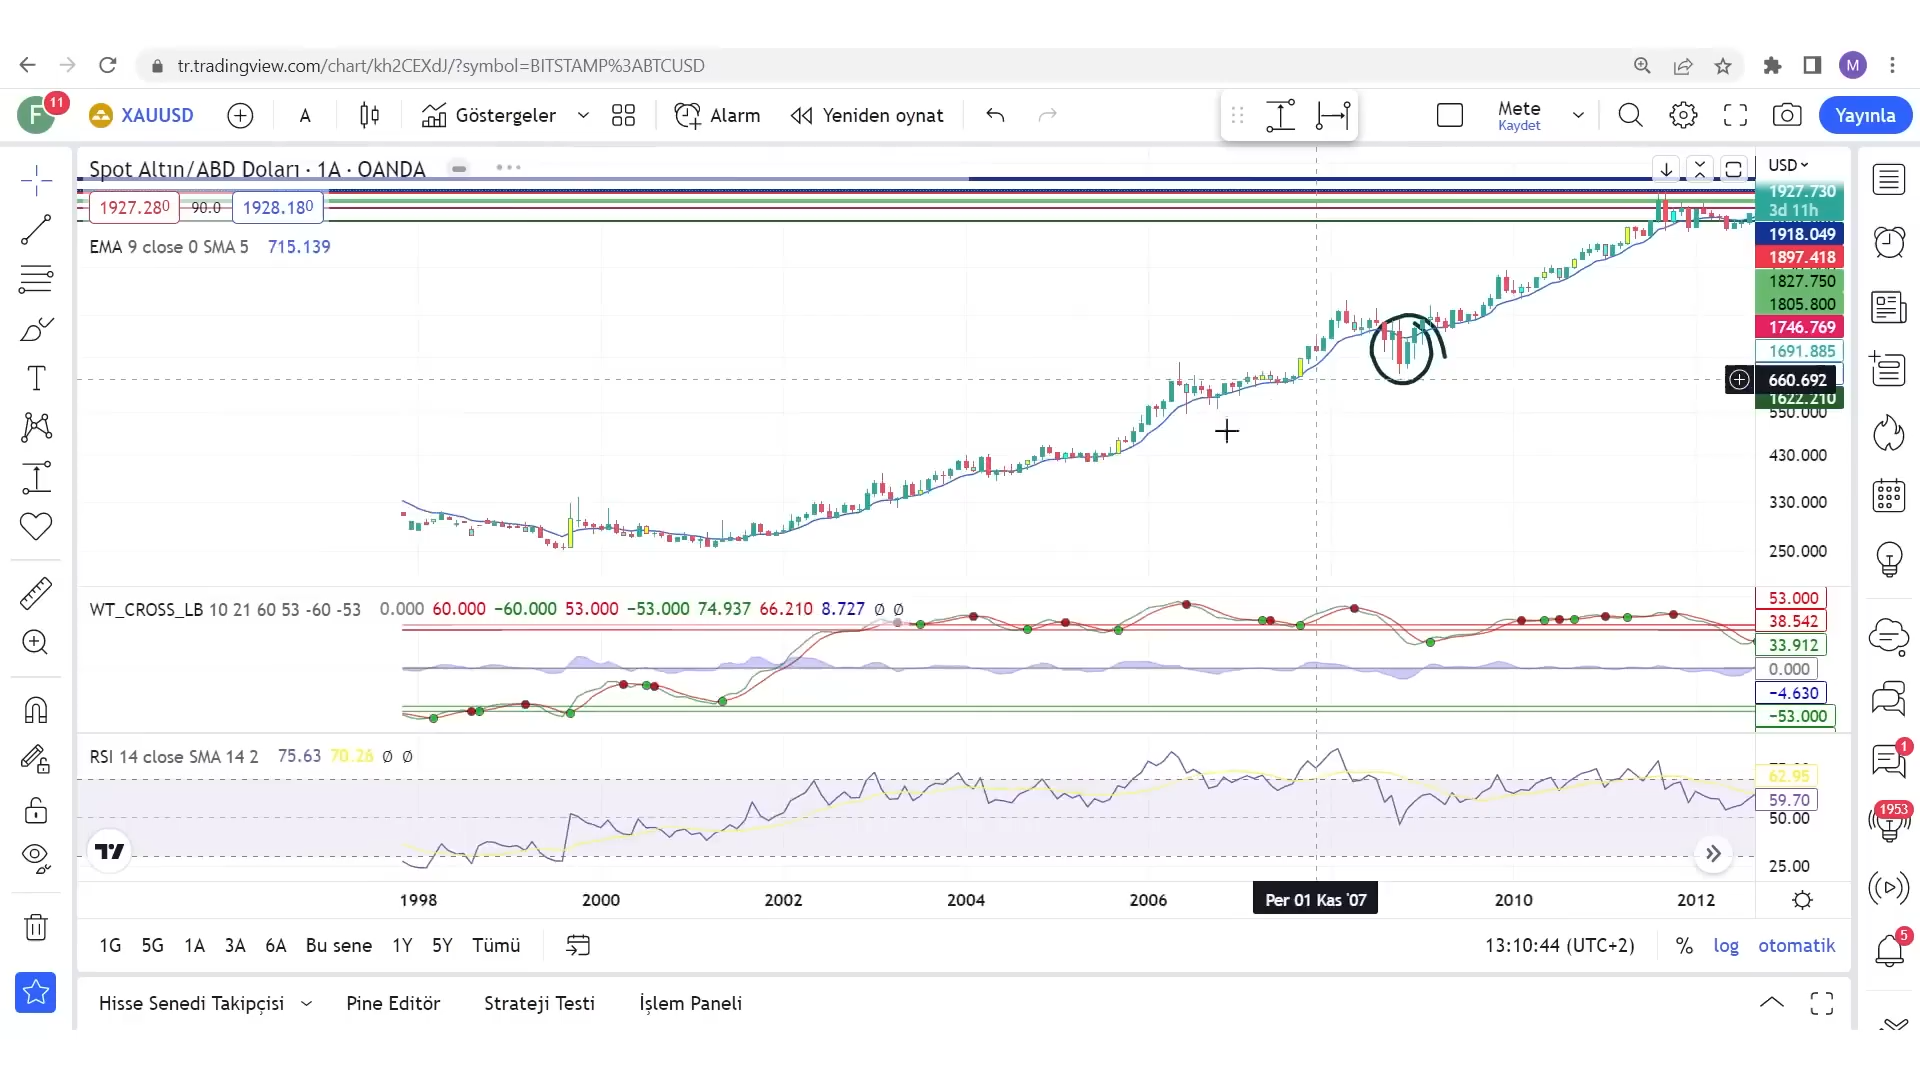 tr.tradingview.com/chart/kh2CEXdJ/?symbol=BITSTAMP%3ABTCUSD
M
F 11 XAUUSD A Göstergeler Alarm Yeniden oynat Mete Kaydet Yayınla
Spot Altın/ABD Doları · 1A · OANDA
USD
1927.280 90.0 1928.180
EMA 9 close 0 SMA 5 715.139
1927.730
3d 11h
1918.049
1897.418
1827.750
1805.800
1746.769
1691.885
660.692
1622.210
550.000
430.000
330.000
250.000
WT_CROSS_LB 10 21 60 53 -60 -53 0.000 60.000 −60.000 53.000 −53.000 74.937 66.210 8.727 Ø Ø
53.000
38.542
33.912
0.000
−4.630
−53.000
RSI 14 close SMA 14 2 75.63 70.28 Ø Ø
62.95
59.70
50.00
25.00
1
1953
5
1998 2000 2002 2004 2006 Per 01 Kas '07 2010 2012
1G 5G 1A 3A 6A Bu sene 1Y 5Y Tümü 13:10:44 (UTC+2) % log otomatik
Hisse Senedi Takipçisi Pine Editör Strateji Testi İşlem Paneli